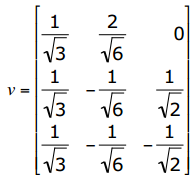 v = [ 1/√3 2/√6 0
1/√3 -1/√6 1/√2
1/√3 -1/√6 -1/√2 ]